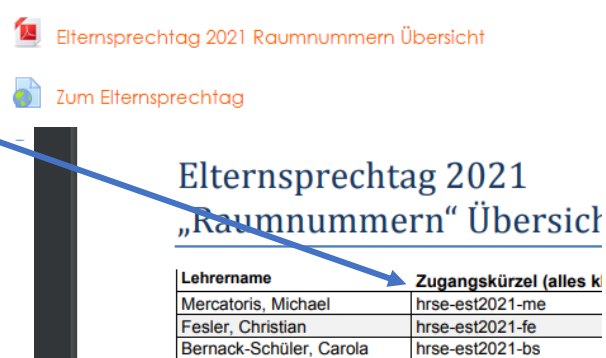 Elternsprechtag 2021 Raumnummern Übersicht
Zum Elternsprechtag
Elternsprechtag 2021
„Raumnummern“ Übersich
Lehrername Zugangskürzel (alles kl
Mercatoris, Michael hrse-est2021-me
Fesler, Christian hrse-est2021-fe
Bernack-Schüler, Carola hrse-est2021-bs